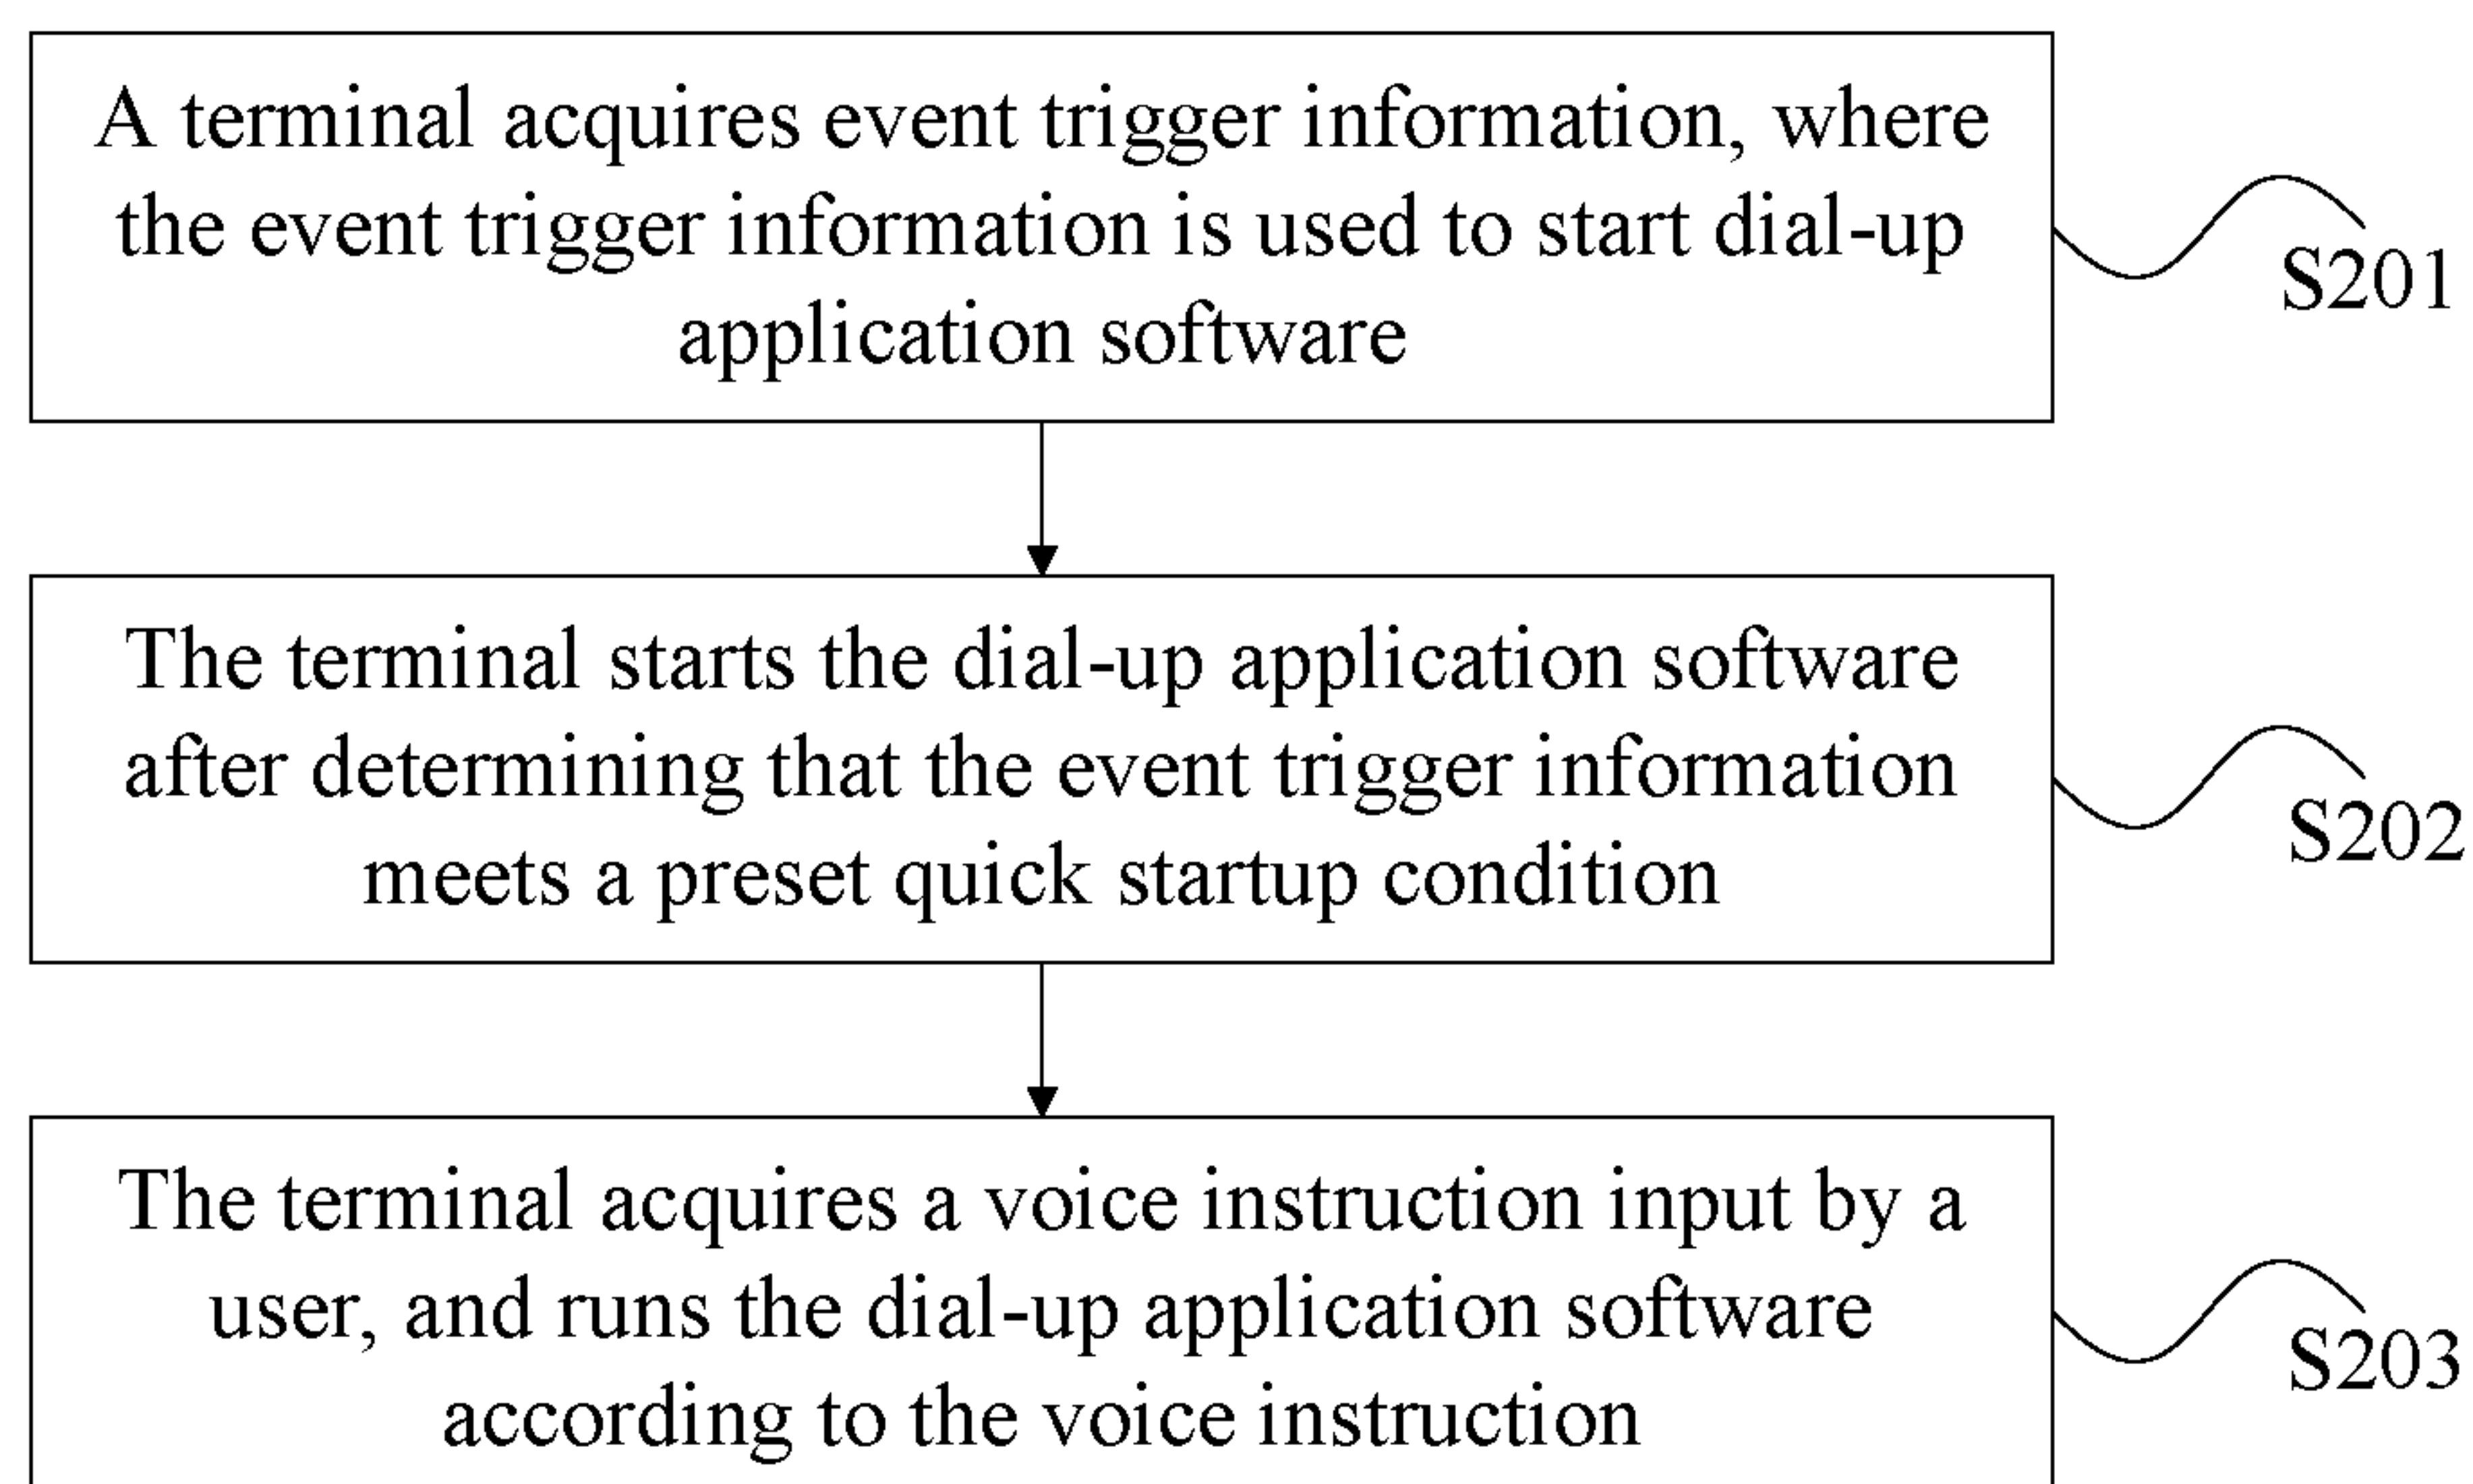 A terminal acquires event trigger information, where
the event trigger information is used to start dial-up
application software
S201
The terminal starts the dial-up application software
after determining that the event trigger information
meets a preset quick startup condition
S202
The terminal acquires a voice instruction input by a
user, and runs the dial-up application software
according to the voice instruction
S203